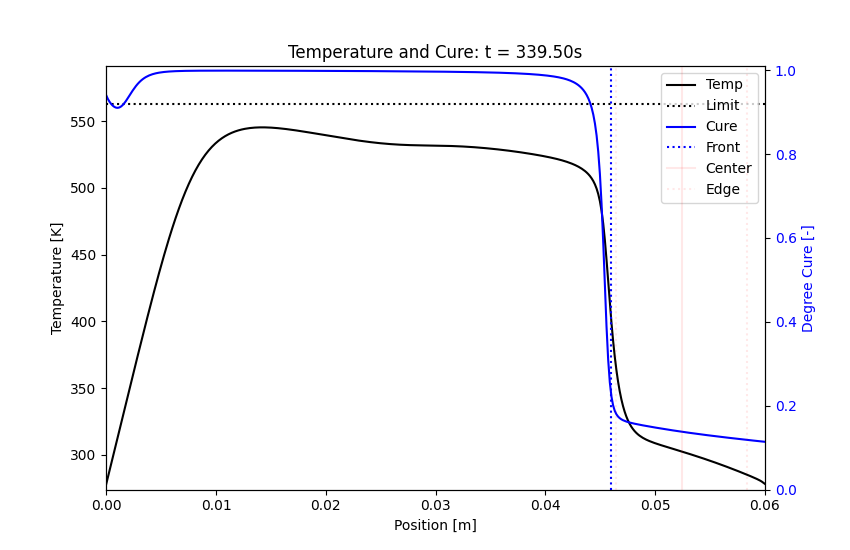 Temperature and Cure: t = 339.50s
Temperature [K]
550
500
450
400
350
300
Temp
Limit
Cure
Front
Center
Edge
1.0
0.8
0.6
0.4
0.2
0.0
Degree Cure [-]
0.00
0.01
0.02
0.03
0.04
0.05
0.06
Position [m]